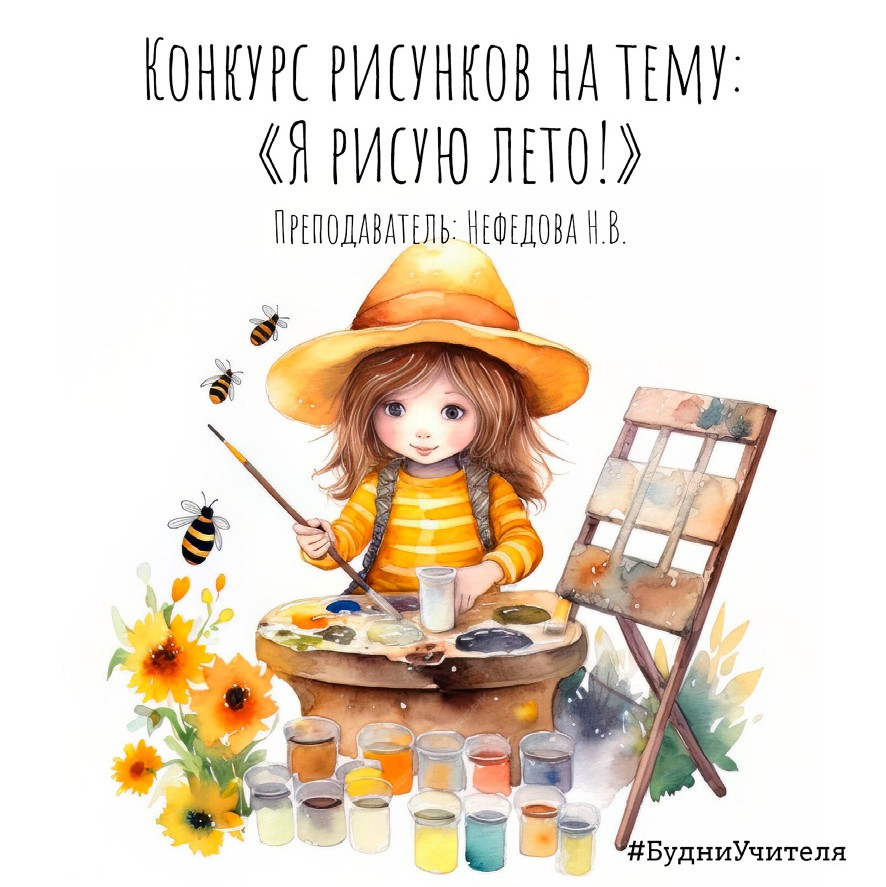 Конкурс рисунков на тему:
«Я рисую лето!»
Преподаватель: Нефедова Н.В.
#БудниУчителя